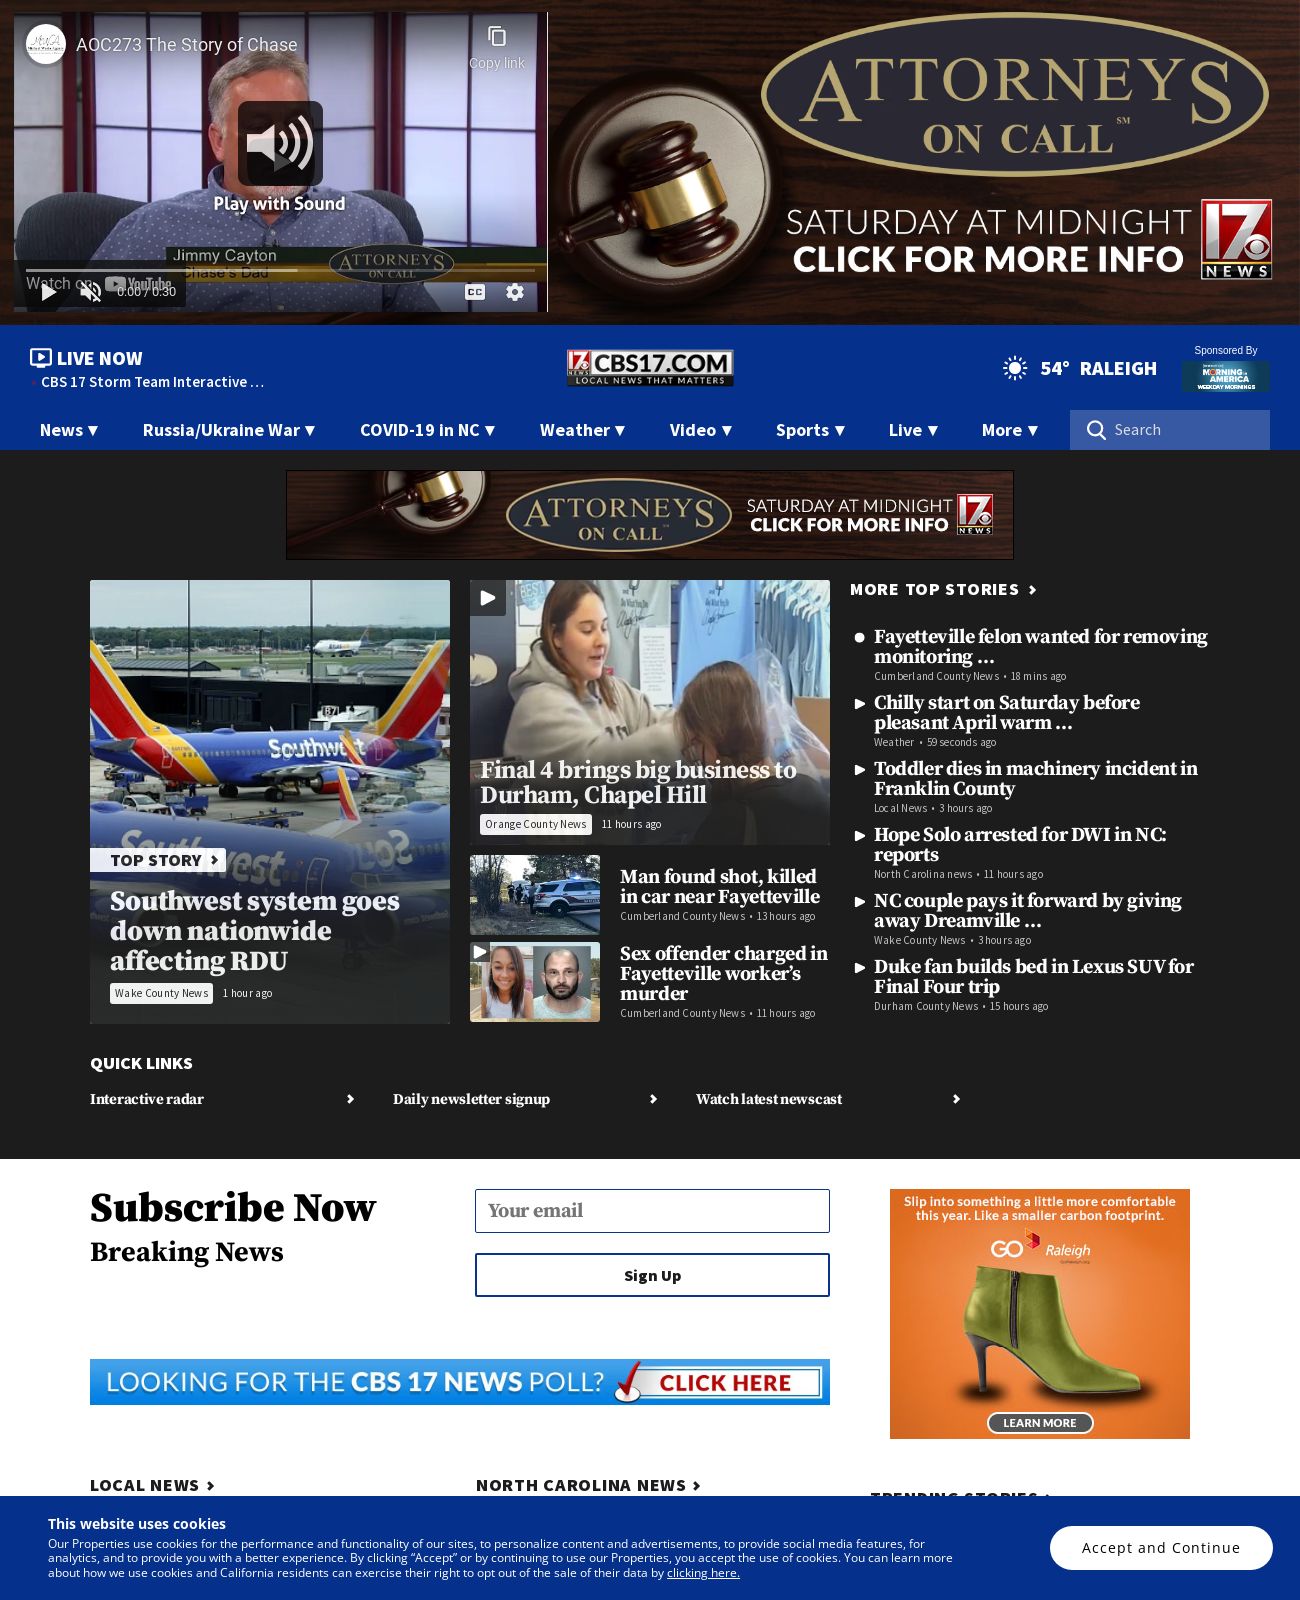 AOC273 The Story of Chase
Copy link
Play with Sound
Jimmy Cayton
Chase's Dad
ATTORNEYS
ON CALL
Watch on YouTube
0:00 / 0:30
CC
ATTORNEYS
ON CALL
SM
SATURDAY AT MIDNIGHT
CLICK FOR MORE INFO
17
NEWS
LIVE NOW
CBS 17 Storm Team Interactive …
17
NEWS
CBS17.COM
LOCAL NEWS THAT MATTERS
54° RALEIGH
Sponsored By
MORNING
AMERICA
WEEKDAY MORNINGS
News ▼
Russia/Ukraine War ▼
COVID-19 in NC ▼
Weather ▼
Video ▼
Sports ▼
Live ▼
More ▼
Search
ATTORNEYS
ON CALL
SATURDAY AT MIDNIGHT
CLICK FOR MORE INFO
17
NEWS
B7
Southwest
Southwest
TOP STORY
Southwest system goes
down nationwide
affecting RDU
Wake County News 1 hour ago
Final 4 brings big business to
Durham, Chapel Hill
Orange County News 11 hours ago
Man found shot, killed
in car near Fayetteville
Cumberland County News • 13 hours ago
Sex offender charged in
Fayetteville worker’s
murder
Cumberland County News • 11 hours ago
MORE TOP STORIES
Fayetteville felon wanted for removing
monitoring …
Cumberland County News • 18 mins ago
Chilly start on Saturday before
pleasant April warm …
Weather • 59 seconds ago
Toddler dies in machinery incident in
Franklin County
Local News • 3 hours ago
Hope Solo arrested for DWI in NC:
reports
North Carolina news • 11 hours ago
NC couple pays it forward by giving
away Dreamville …
Wake County News • 3 hours ago
Duke fan builds bed in Lexus SUV for
Final Four trip
Durham County News • 15 hours ago
QUICK LINKS
Interactive radar
Daily newsletter signup
Watch latest newscast
Subscribe Now
Breaking News
Your email
Sign Up
LOOKING FOR THE CBS 17 NEWS POLL? CLICK HERE
Slip into something a little more comfortable
this year. Like a smaller carbon footprint.
GO Raleigh
LEARN MORE
LOCAL NEWS
NORTH CAROLINA NEWS
TRENDING STORIES
This website uses cookies
Our Properties use cookies for the performance and functionality of our sites, to personalize content and advertisements, to provide social media features, for
analytics, and to provide you with a better experience. By clicking “Accept” or by continuing to use our Properties, you accept the use of cookies. You can learn more
about how we use cookies and California residents can exercise their right to opt out of the sale of their data by clicking here.
Accept and Continue